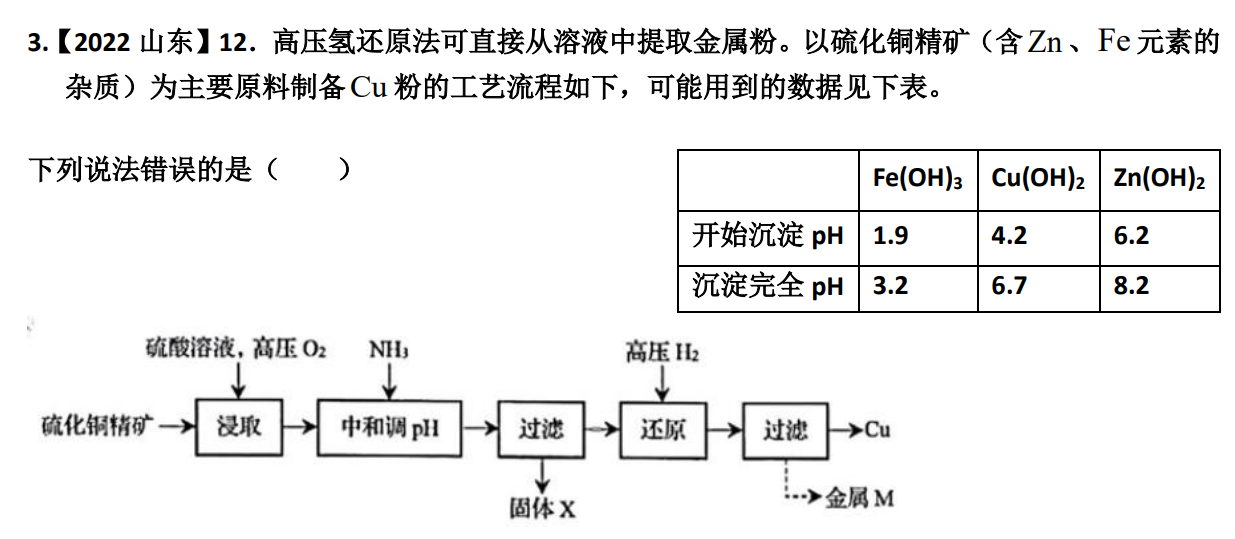 3.【2022 山东】12．高压氢还原法可直接从溶液中提取金属粉。以硫化铜精矿（含 Zn、Fe 元素的
杂质）为主要原料制备 Cu 粉的工艺流程如下，可能用到的数据见下表。
下列说法错误的是（　　）
Fe(OH)₃ Cu(OH)₂ Zn(OH)₂
开始沉淀 pH 1.9 4.2 6.2
沉淀完全 pH 3.2 6.7 8.2
硫酸溶液，高压 O₂ NH₃ 高压 H₂
硫化铜精矿 浸取 中和调 pH 过滤 还原 过滤 Cu
固体 X 金属 M